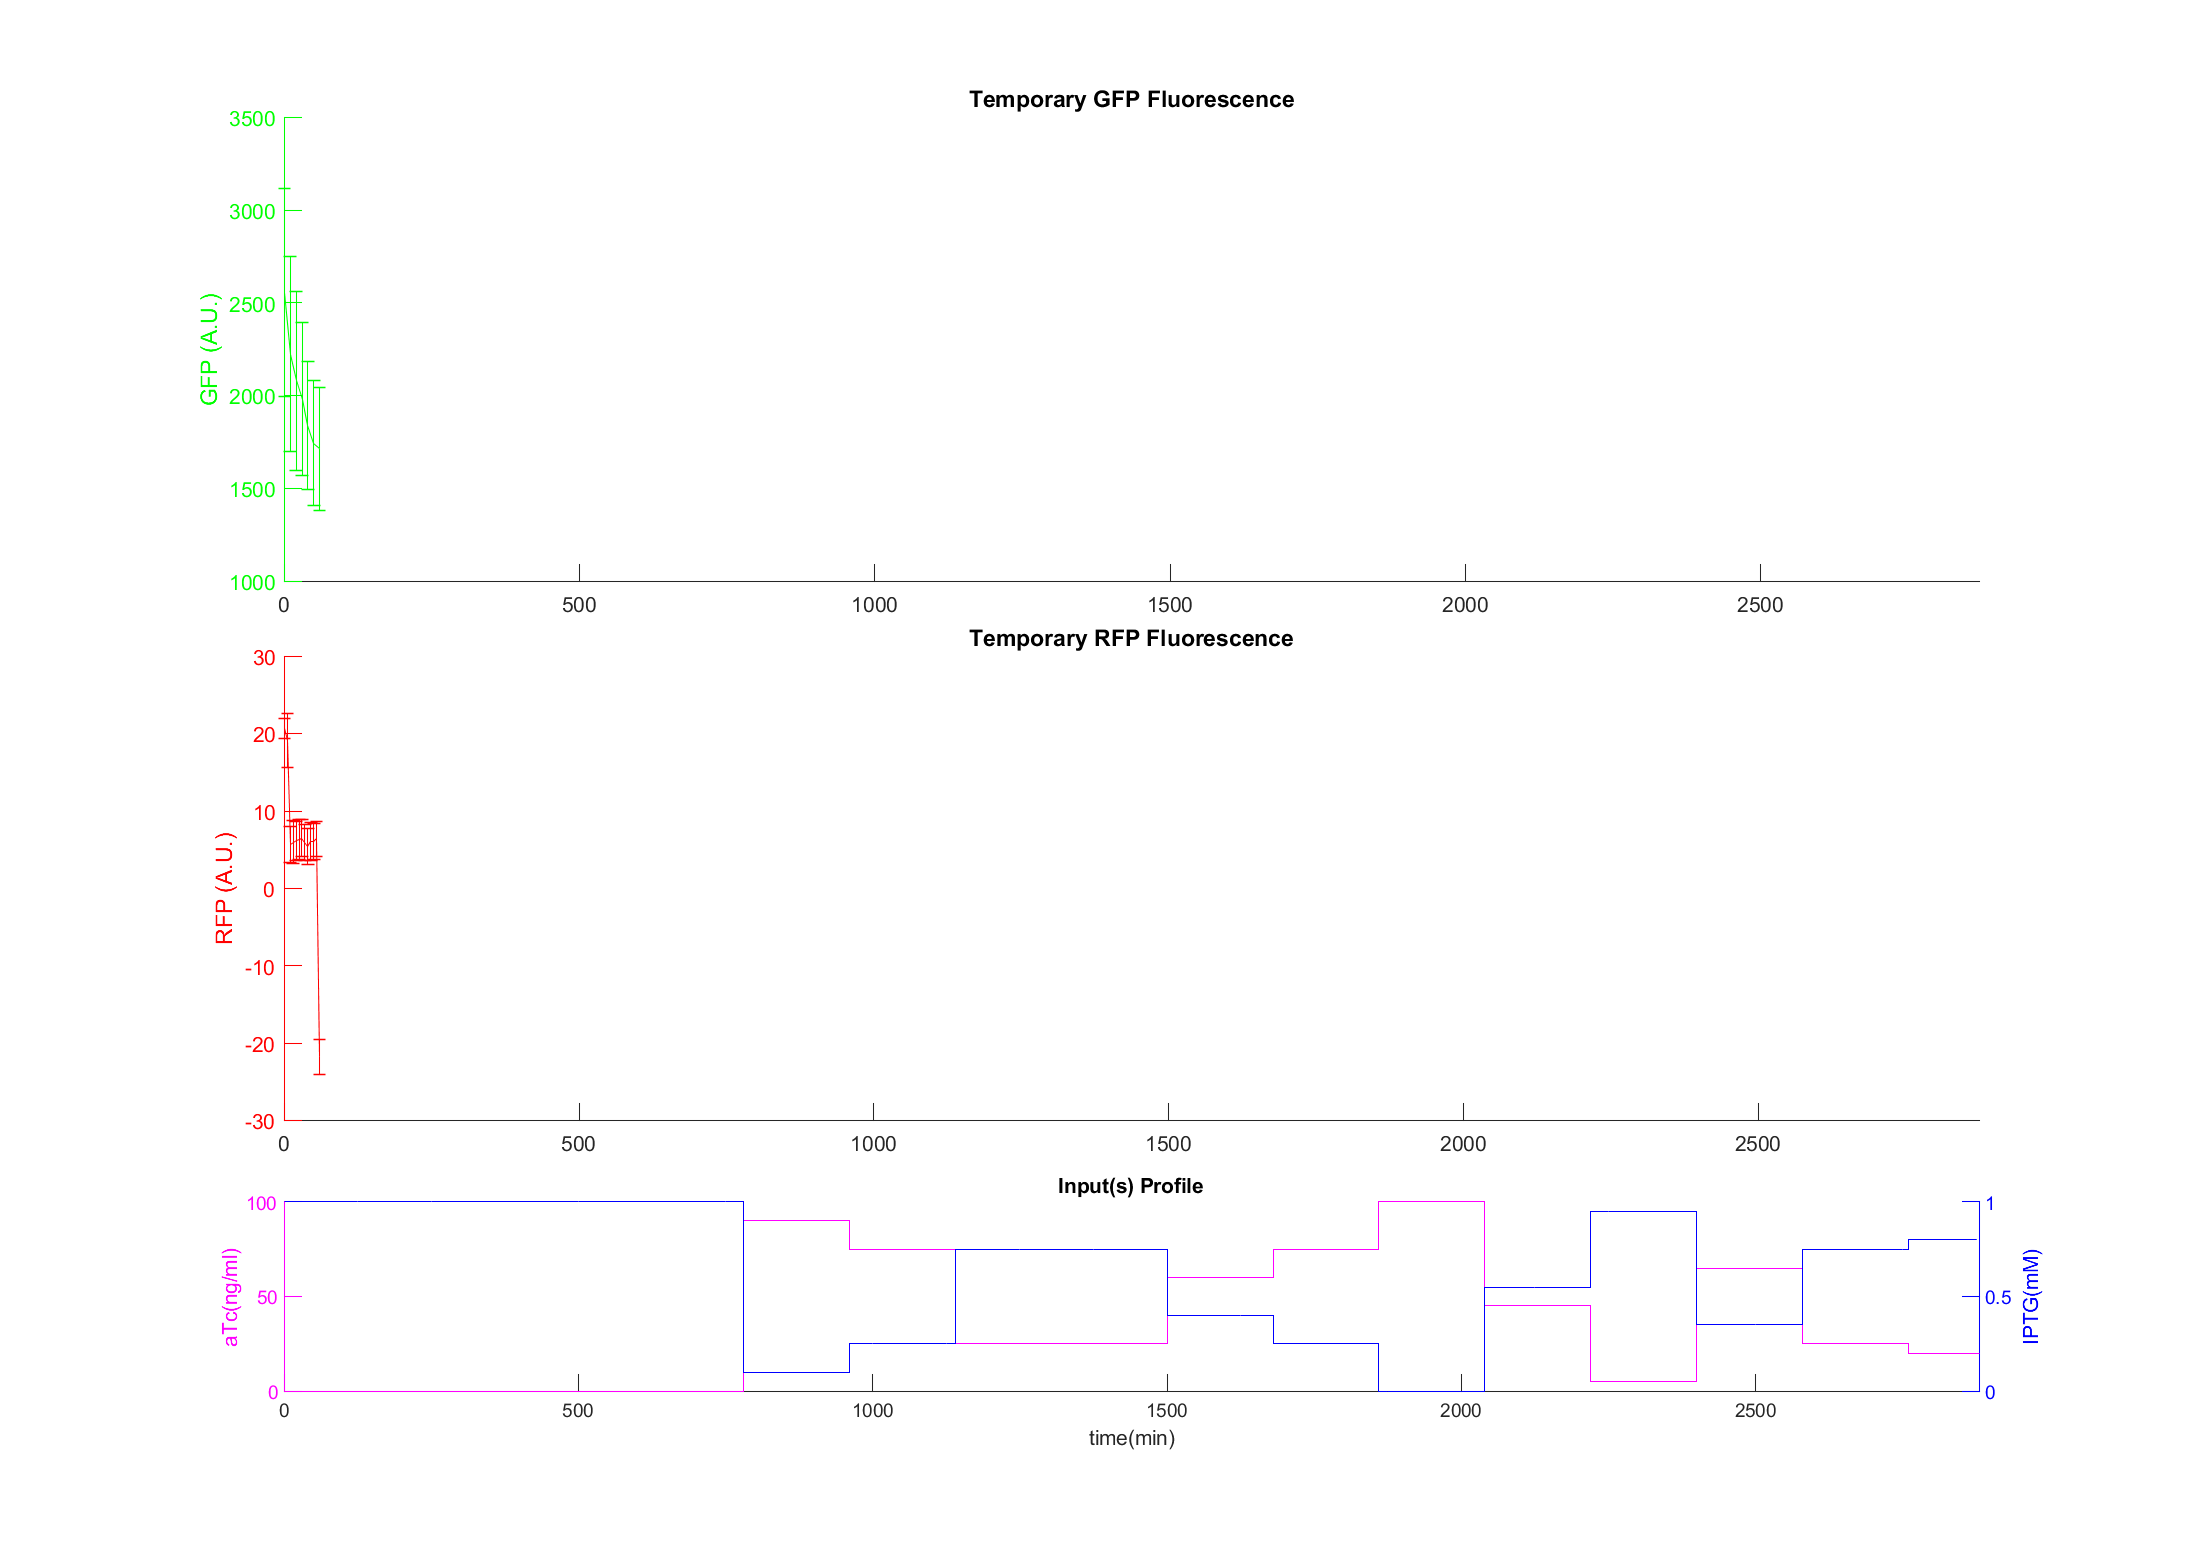 Temporary GFP Fluorescence
3500
3000
2500
2000
1500
1000
GFP (A.U.)
0 500 1000 1500 2000 2500
Temporary RFP Fluorescence
30
20
10
0
-10
-20
-30
RFP (A.U.)
0 500 1000 1500 2000 2500
Input(s) Profile
100
50
0
aTc(ng/ml)
1
0.5
0
IPTG(mM)
0 500 1000 1500 2000 2500
time(min)